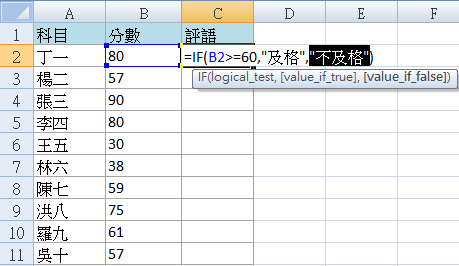 A B C D E F
1 科目 分數 評語
2 丁一 80 =IF(B2>=60,"及格","不及格")
IF(logical_test, [value_if_true], [value_if_false])
3 楊二 57
4 張三 90
5 李四 80
6 王五 30
7 林六 38
8 陳七 59
9 洪八 75
10 羅九 61
11 吳十 57